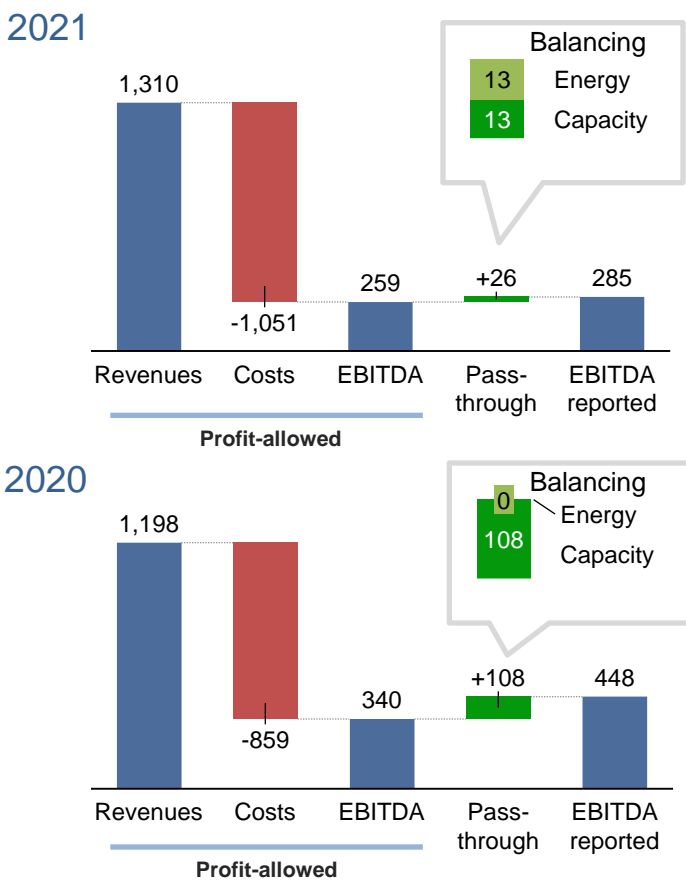 2021
Balancing
13 Energy
13 Capacity
1,310
-1,051
259
+26
285
Revenues Costs EBITDA Pass- EBITDA
through reported
Profit-allowed
2020
Balancing
0 Energy
108 Capacity
1,198
-859
340
+108
448
Revenues Costs EBITDA Pass- EBITDA
through reported
Profit-allowed